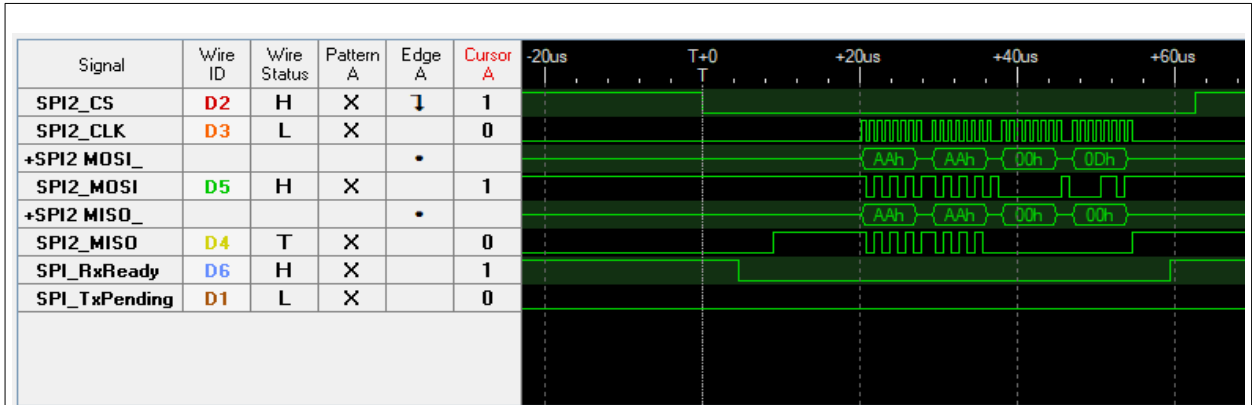 Signal Wire ID Wire Status Pattern A Edge A Cursor A -20us T+0 +20us +40us +60us
T
SPI2_CS D2 H X 1
SPI2_CLK D3 L X 0
+SPI2 MOSI_ AAh AAh 00h 0Dh
SPI2_MOSI D5 H X 1
+SPI2 MISO_ AAh AAh 00h 00h
SPI2_MISO D4 T X 0
SPI_RxReady D6 H X 1
SPI_TxPending D1 L X 0